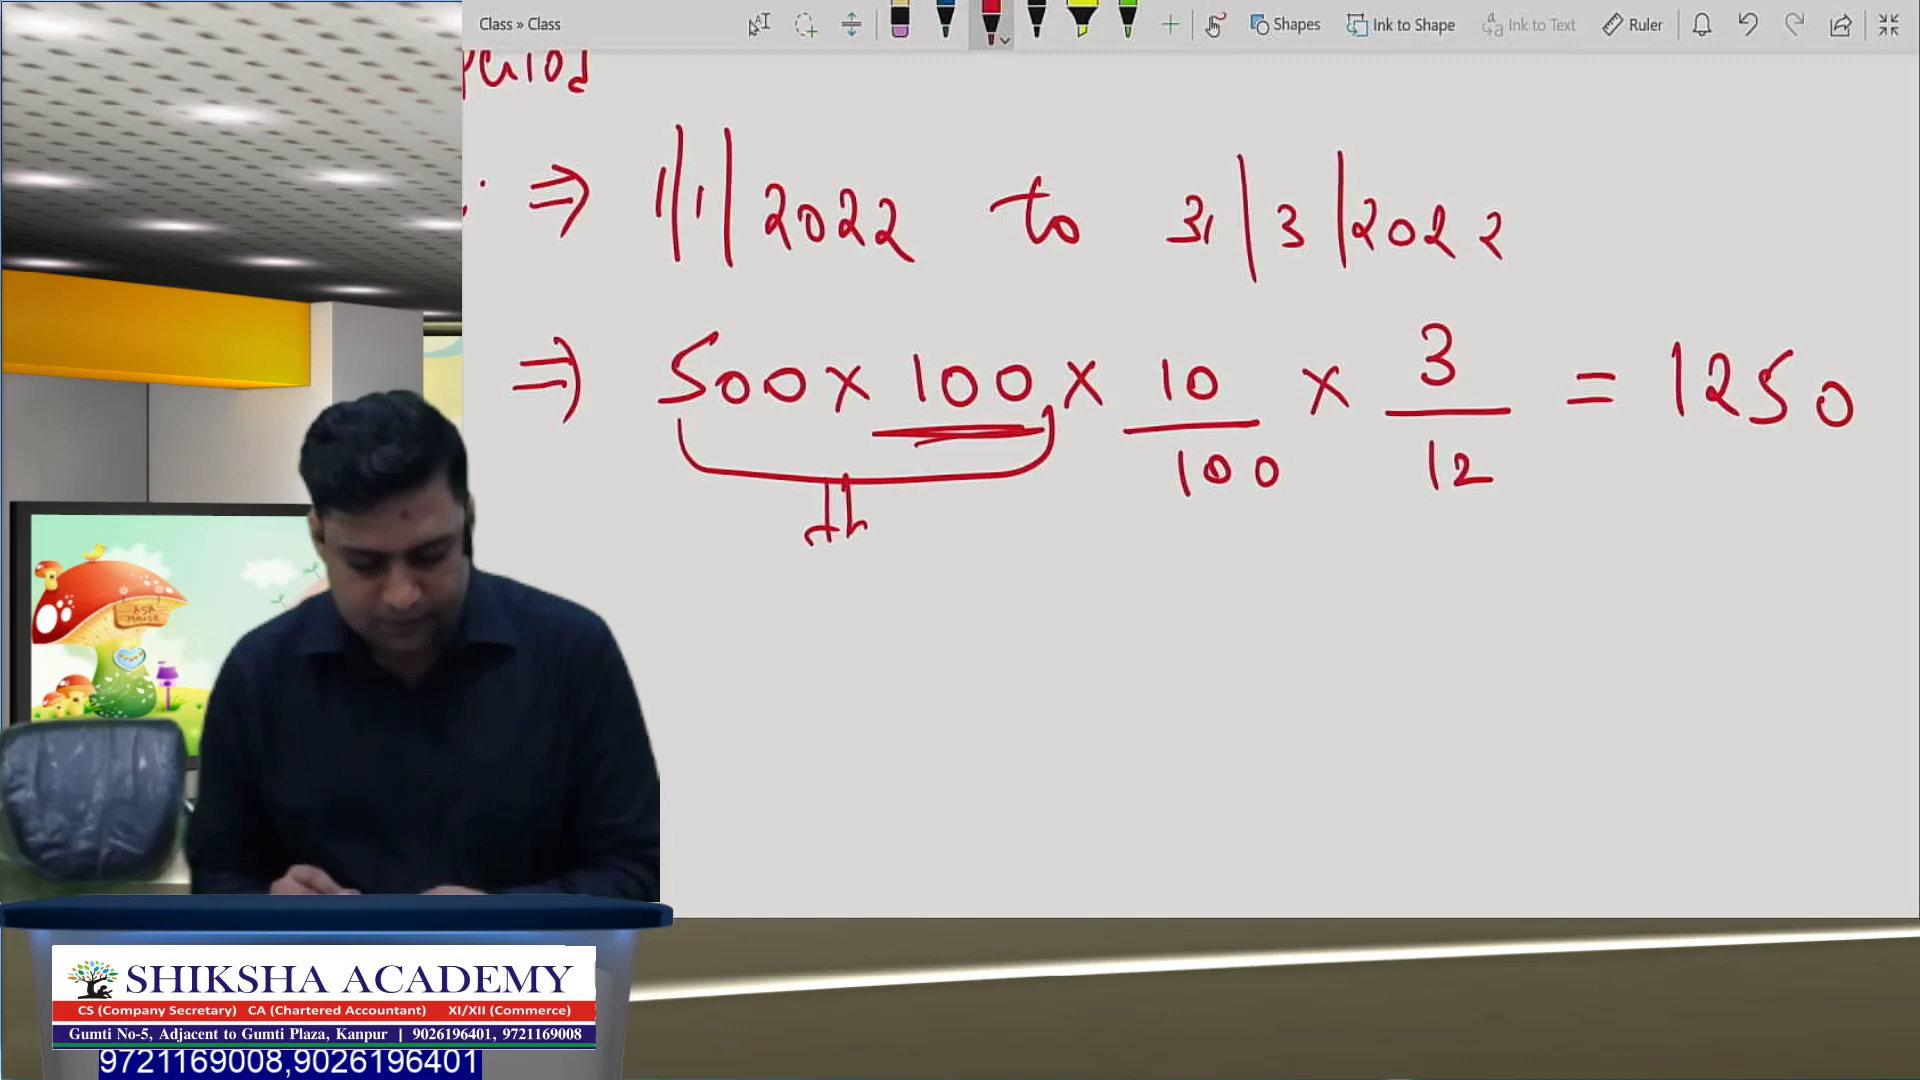 Class » Class
Shapes
Ink to Shape
Ink to Text
Ruler
⇒ 1/1/2022 to 31/3/2022
⇒ 500 × 100 × 10/100 × 3/12 = 1250
ASA
HOUSE
SHIKSHA ACADEMY
CS (Company Secretary) CA (Chartered Accountant) XI/XII (Commerce)
Gumti No-5, Adjacent to Gumti Plaza, Kanpur | 9026196401, 9721169008
9721169008,9026196401